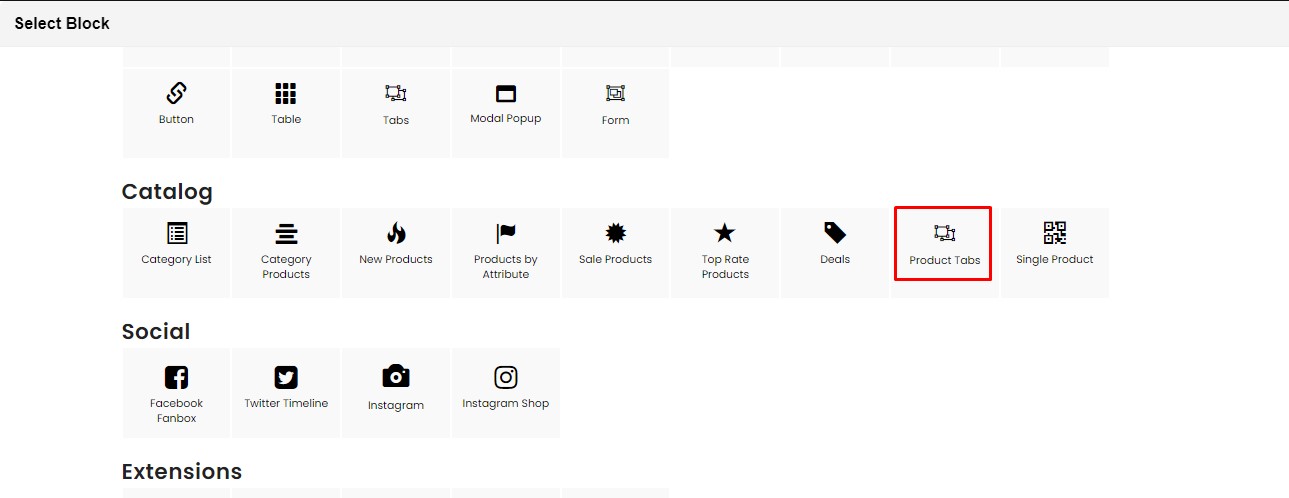 Select Block
Button
Table
Tabs
Modal Popup
Form
Catalog
Category List
Category
Products
New Products
Products by
Attribute
Sale Products
Top Rate
Products
Deals
Product Tabs
Single Product
Social
Facebook
Fanbox
Twitter Timeline
Instagram
Instagram Shop
Extensions